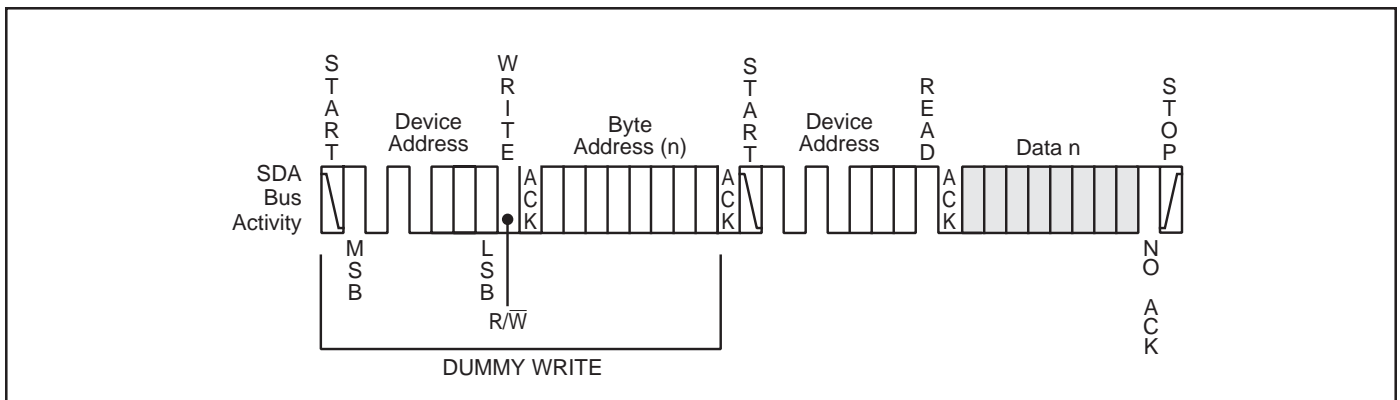 START
WRITE
START
READ
STOP
Device
Address
Byte
Address (n)
Device
Address
Data n
SDA
Bus
Activity
ACK
ACK
ACK
MSB
LSB
NO ACK
R/W̅
DUMMY WRITE